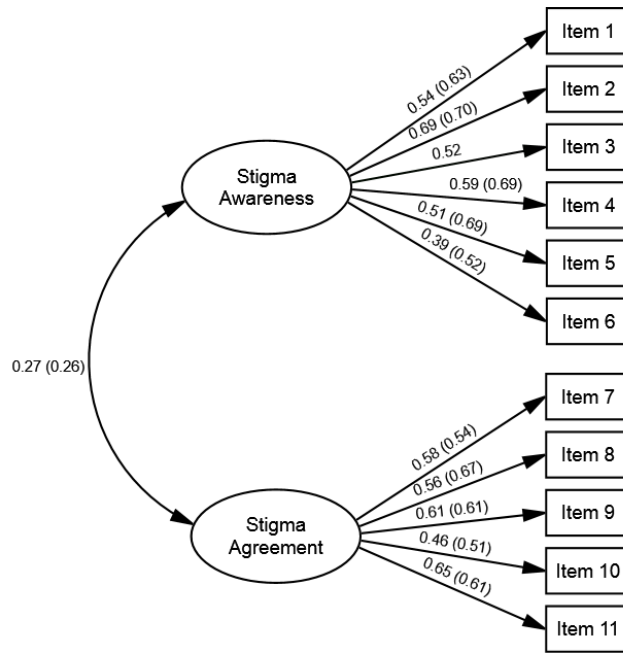 Item 1
0.54 (0.63)
Item 2
0.69 (0.70)
Item 3
0.52
Stigma
Awareness
0.59 (0.69)
Item 4
0.51 (0.69)
Item 5
0.39 (0.52)
Item 6
0.27 (0.26)
Item 7
0.58 (0.54)
Item 8
0.56 (0.67)
Item 9
0.61 (0.61)
Stigma
Agreement
0.46 (0.51)
Item 10
0.65 (0.61)
Item 11